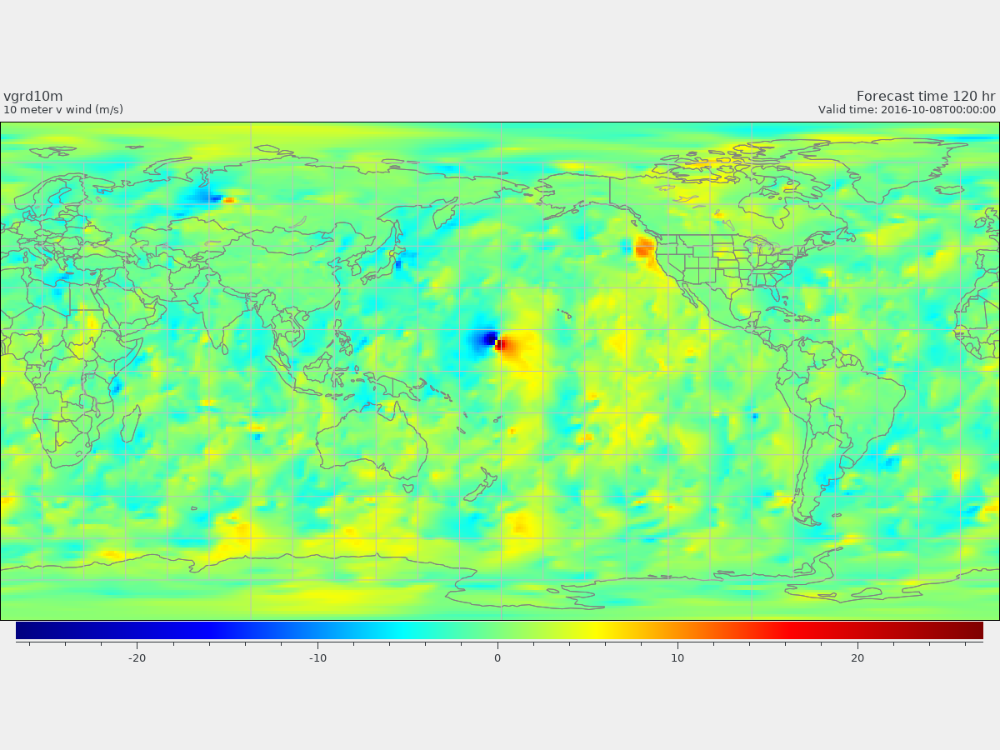 vgrd10m
10 meter v wind (m/s)
Forecast time 120 hr
Valid time: 2016-10-08T00:00:00
-20 -10 0 10 20